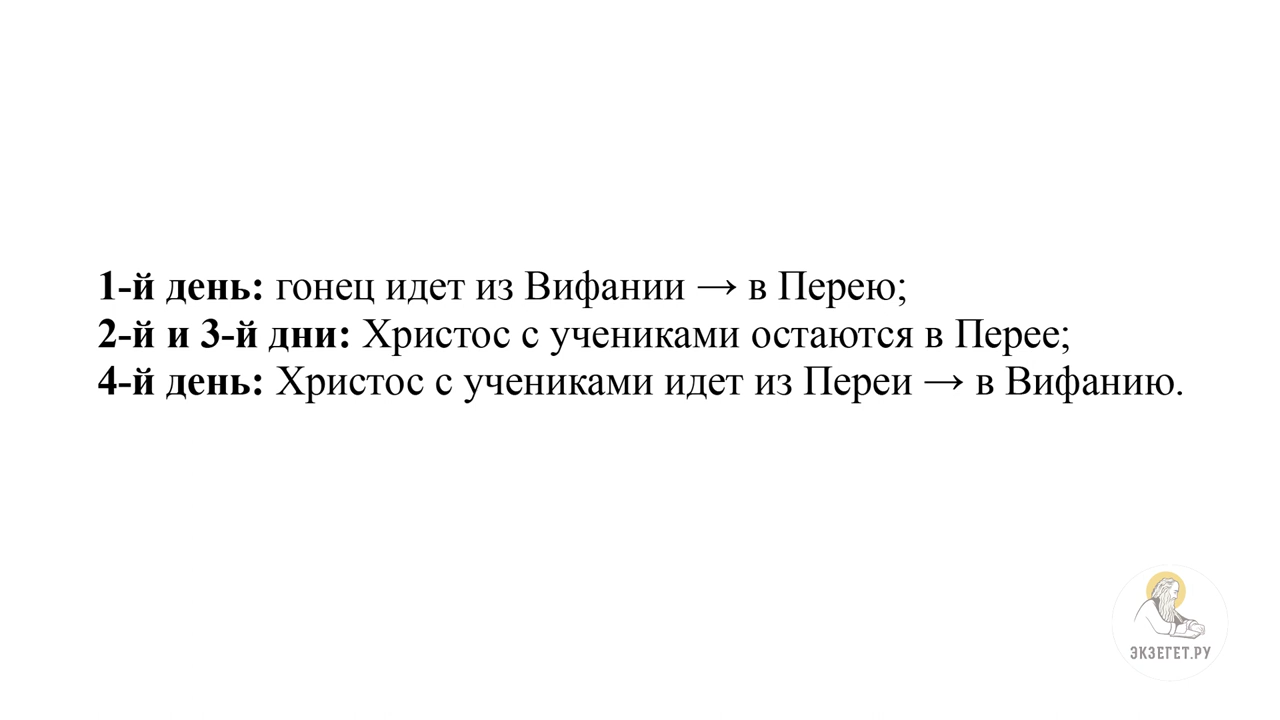 1-й день: гонец идет из Вифании → в Перею;
2-й и 3-й дни: Христос с учениками остаются в Перее;
4-й день: Христос с учениками идет из Переи → в Вифанию.
ЭКЗЕГЕТ.РУ